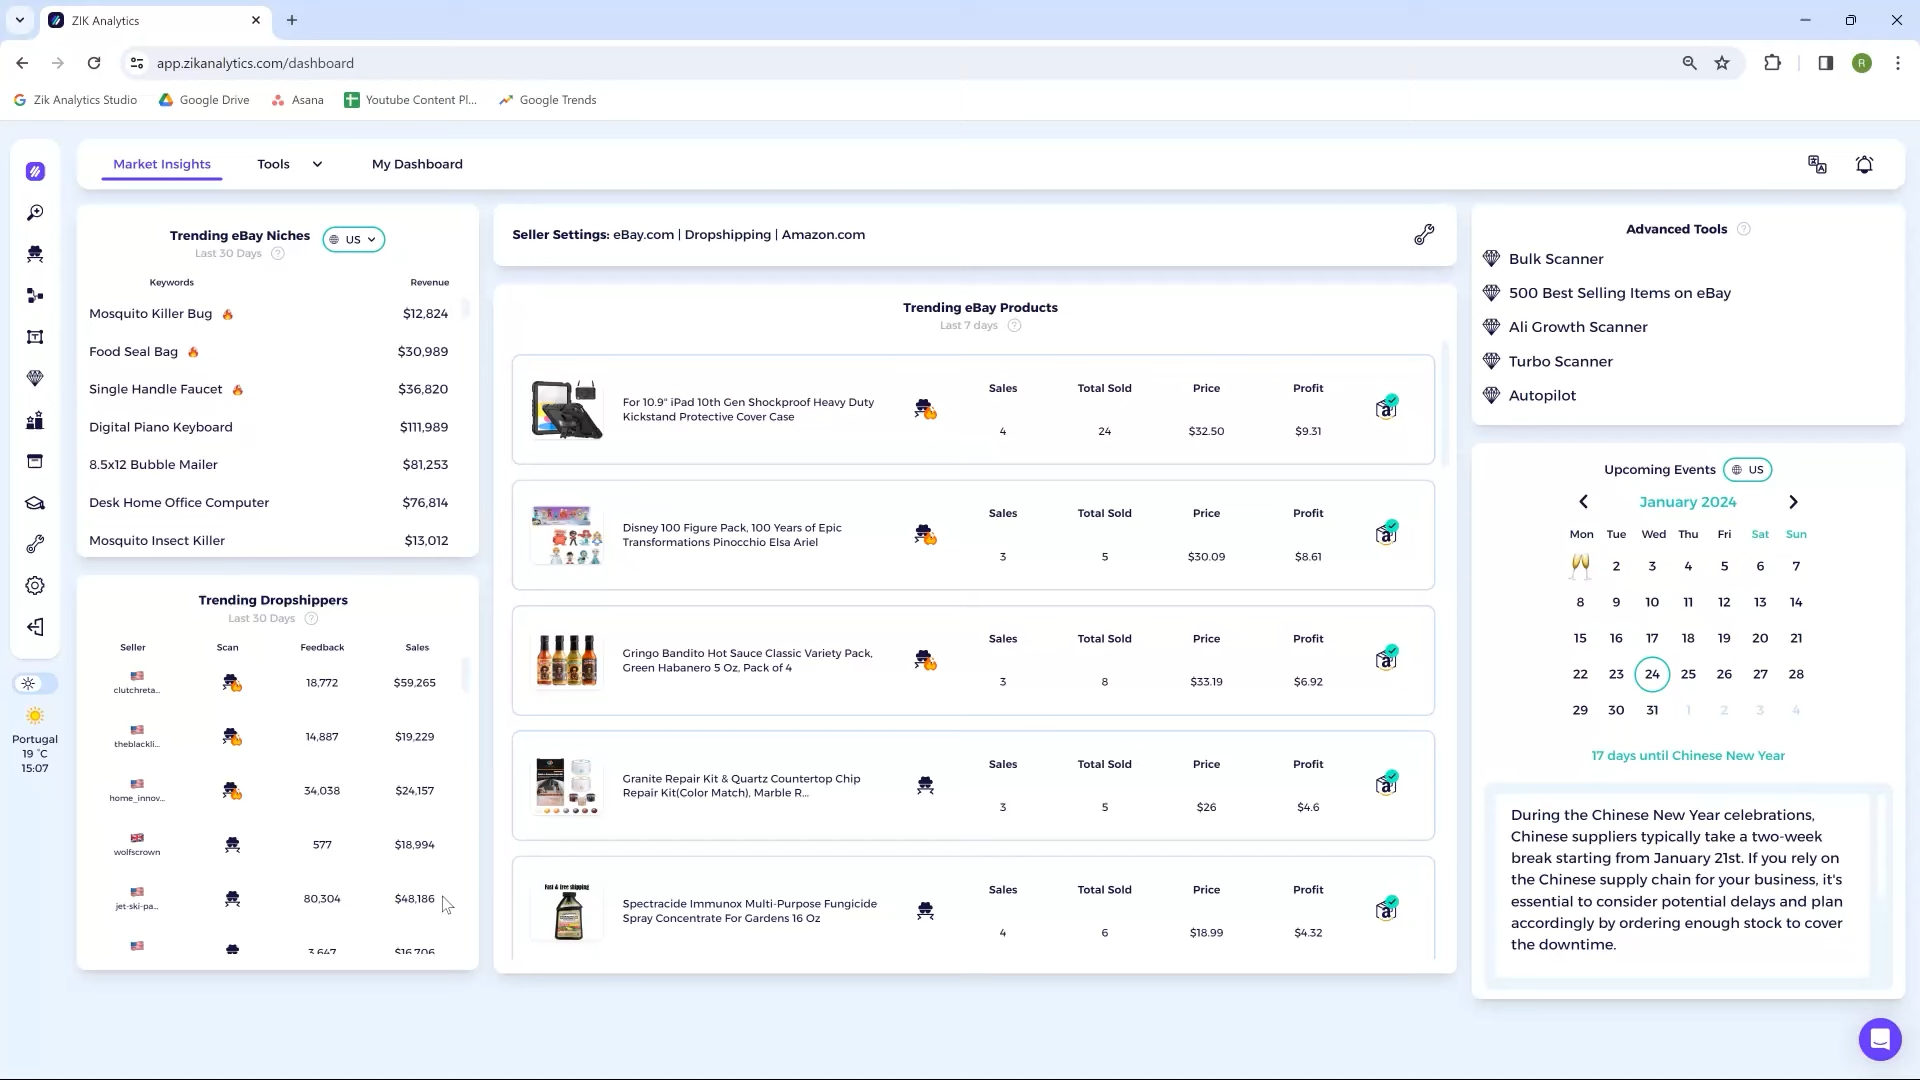 ZIK Analytics
app.zikanalytics.com/dashboard
R
Zik Analytics Studio
Google Drive
Asana
Youtube Content Pl...
Google Trends
Market Insights
Tools
My Dashboard
Trending eBay Niches
US
Last 30 Days
Keywords Revenue
Mosquito Killer Bug $12,824
Food Seal Bag $30,989
Single Handle Faucet $36,820
Digital Piano Keyboard $111,989
8.5x12 Bubble Mailer $81,253
Desk Home Office Computer $76,814
Mosquito Insect Killer $13,012
Trending Dropshippers
Last 30 Days
Seller Scan Feedback Sales
clutchreta... 18,772 $59,265
theblackli... 14,887 $19,229
home_innov... 34,038 $24,157
wolfscrown 577 $18,994
jet-ski-pa... 80,304 $48,186
3,647 $16,706
Portugal
19 °C
15:07
Seller Settings: eBay.com | Dropshipping | Amazon.com
Trending eBay Products
Last 7 days
For 10.9" iPad 10th Gen Shockproof Heavy Duty
Kickstand Protective Cover Case
Sales Total Sold Price Profit
4 24 $32.50 $9.31
Disney 100 Figure Pack, 100 Years of Epic
Transformations Pinocchio Elsa Ariel
Sales Total Sold Price Profit
3 5 $30.09 $8.61
Gringo Bandito Hot Sauce Classic Variety Pack,
Green Habanero 5 Oz, Pack of 4
Sales Total Sold Price Profit
3 8 $33.19 $6.92
Granite Repair Kit & Quartz Countertop Chip
Repair Kit(Color Match), Marble R...
Sales Total Sold Price Profit
3 5 $26 $4.6
Fast & free shipping
Spectracide Immunox Multi-Purpose Fungicide
Spray Concentrate For Gardens 16 Oz
Sales Total Sold Price Profit
4 6 $18.99 $4.32
Advanced Tools
Bulk Scanner
500 Best Selling Items on eBay
Ali Growth Scanner
Turbo Scanner
Autopilot
Upcoming Events
US
January 2024
Mon Tue Wed Thu Fri Sat Sun
2 3 4 5 6 7
8 9 10 11 12 13 14
15 16 17 18 19 20 21
22 23 24 25 26 27 28
29 30 31 1 2 3 4
17 days until Chinese New Year
During the Chinese New Year celebrations,
Chinese suppliers typically take a two-week
break starting from January 21st. If you rely on
the Chinese supply chain for your business, it's
essential to consider potential delays and plan
accordingly by ordering enough stock to cover
the downtime.